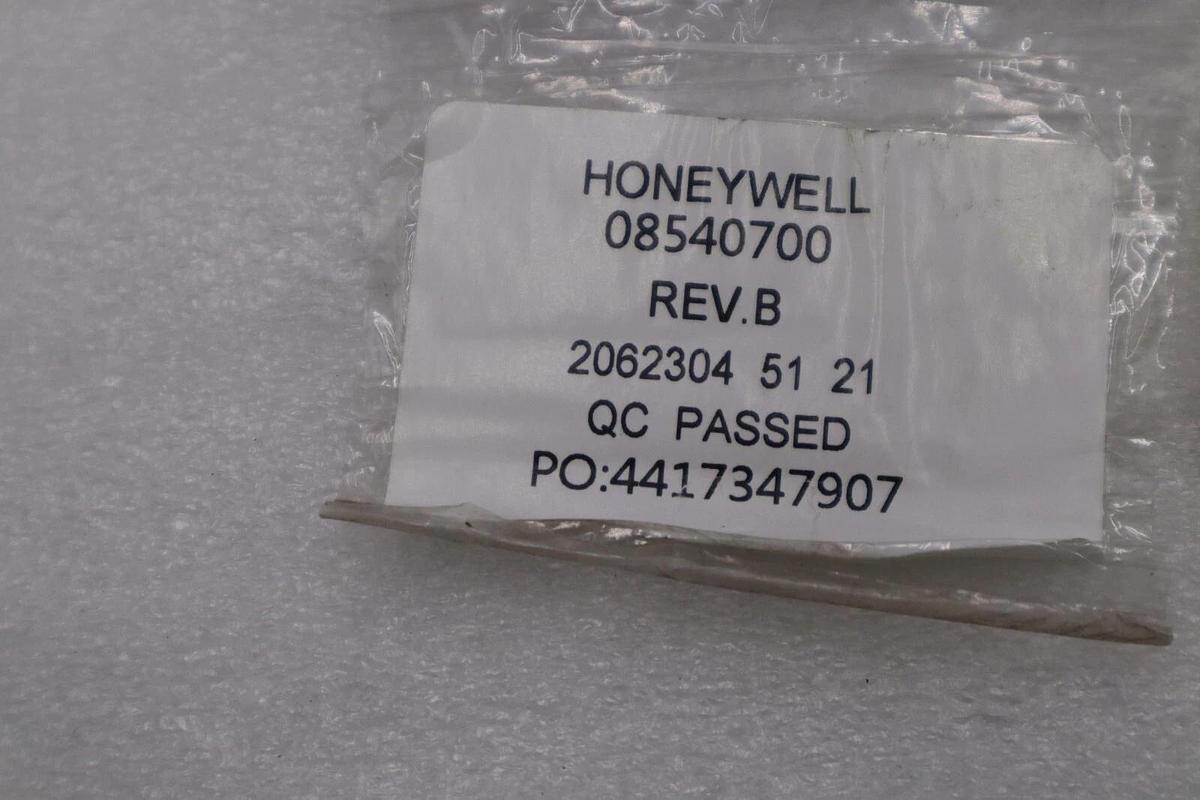 HONEYWELL
08540700
REV.B
2062304 51 21
QC PASSED
PO:4417347907